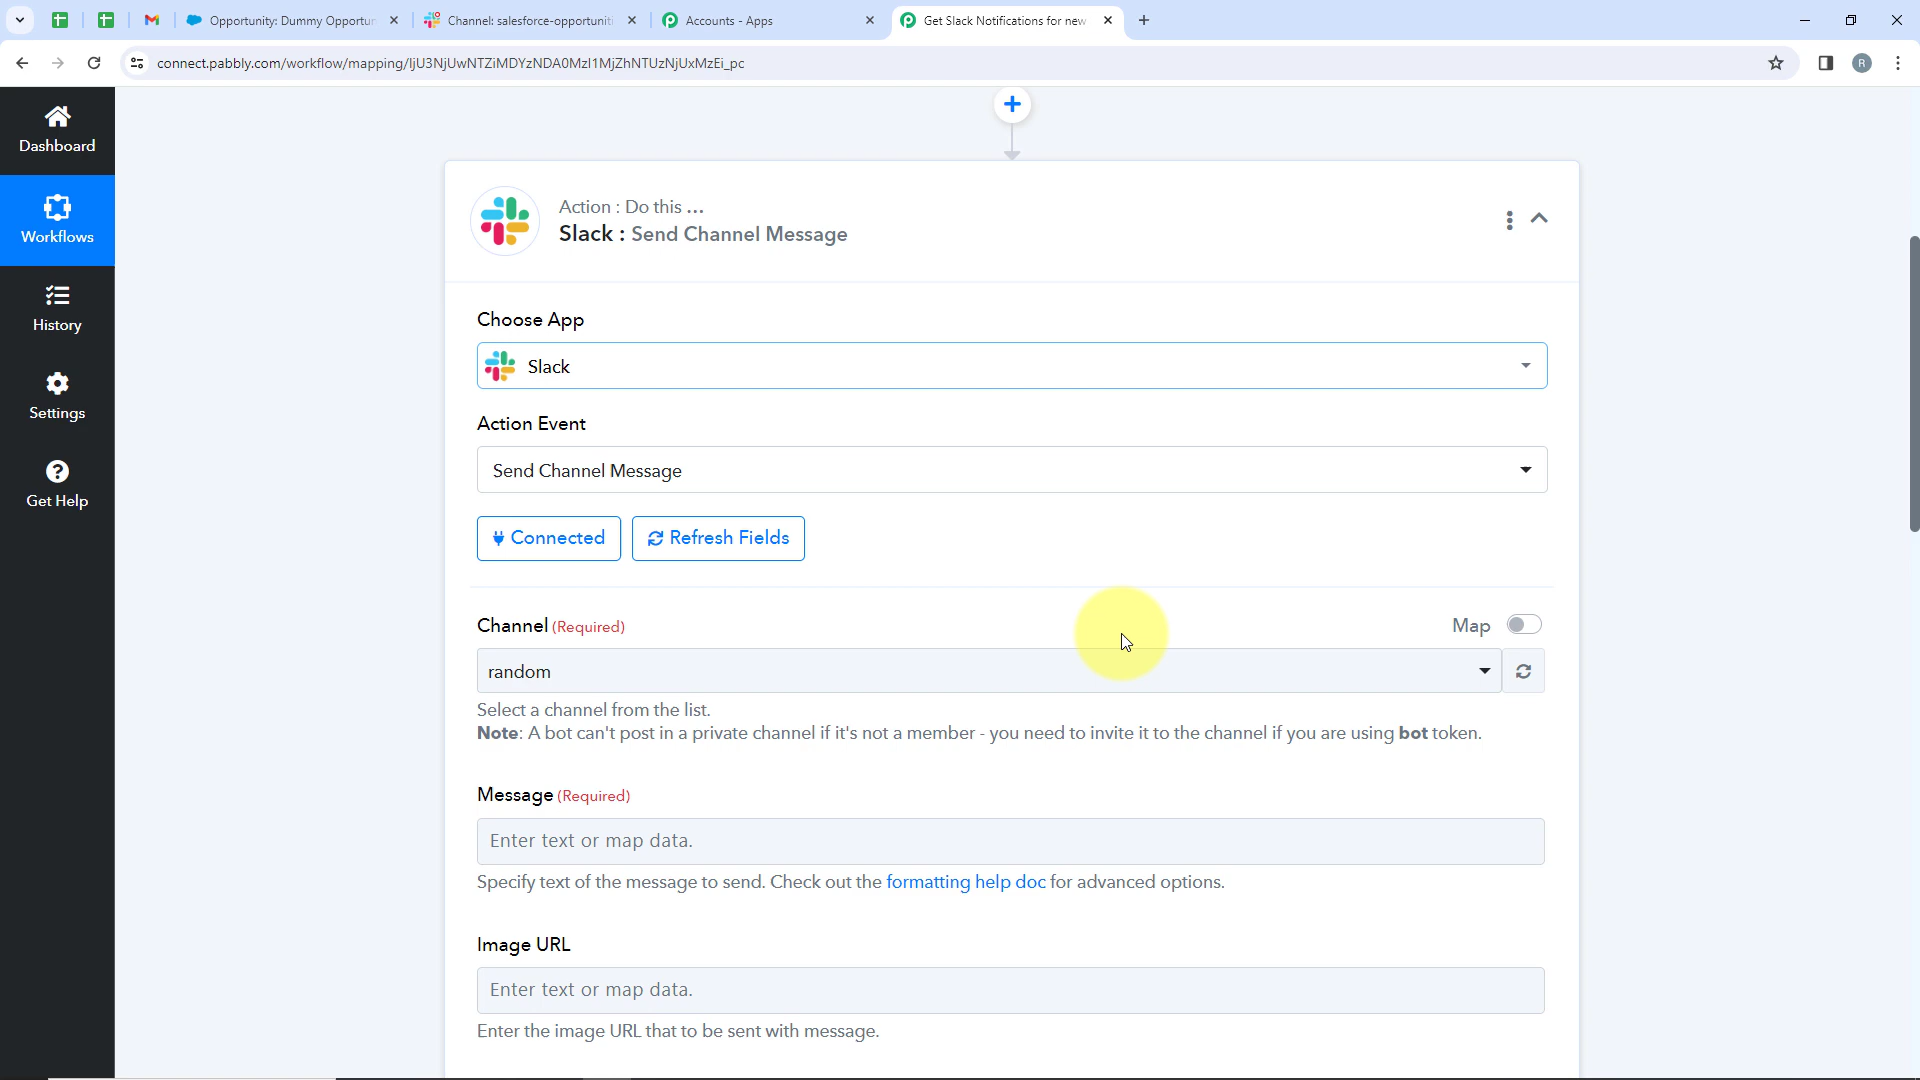 Opportunity: Dummy Opportun
Channel: salesforce-opportuniti
Accounts - Apps
Get Slack Notifications for new
connect.pabbly.com/workflow/mapping/IjU3NjUwNTZiMDYzNDA0MzI1MjZhNTUzNjUxMzEi_pc
R
Dashboard
Workflows
History
Settings
Get Help
Action : Do this ...
Slack : Send Channel Message
Choose App
Slack
Action Event
Send Channel Message
Connected
Refresh Fields
Channel (Required)
Map
random
Select a channel from the list.
Note: A bot can't post in a private channel if it's not a member - you need to invite it to the channel if you are using bot token.
Message (Required)
Enter text or map data.
Specify text of the message to send. Check out the formatting help doc for advanced options.
Image URL
Enter text or map data.
Enter the image URL that to be sent with message.